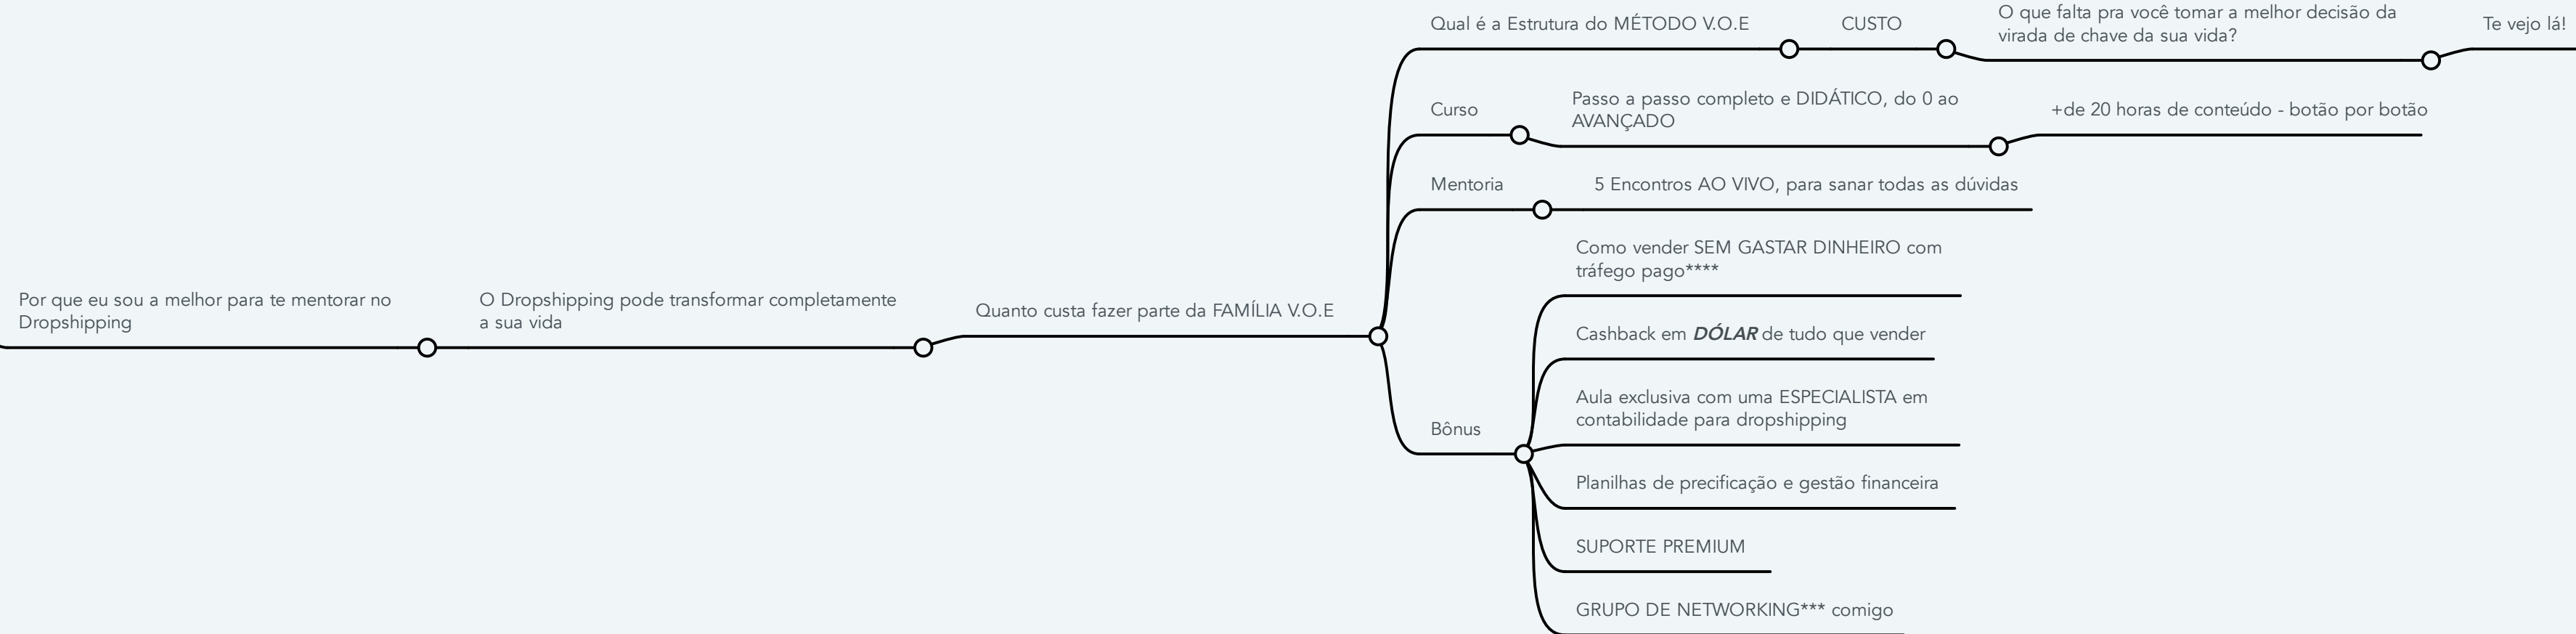 Qual é a Estrutura do MÉTODO V.O.E
CUSTO
O que falta pra você tomar a melhor decisão da
virada de chave da sua vida?
Te vejo lá!
Curso
Passo a passo completo e DIDÁTICO, do 0 ao
AVANÇADO
+de 20 horas de conteúdo - botão por botão
Mentoria
5 Encontros AO VIVO, para sanar todas as dúvidas
Por que eu sou a melhor para te mentorar no
Dropshipping
O Dropshipping pode transformar completamente
a sua vida
Quanto custa fazer parte da FAMÍLIA V.O.E
Bônus
Como vender SEM GASTAR DINHEIRO com
tráfego pago****
Cashback em DÓLAR de tudo que vender
Aula exclusiva com uma ESPECIALISTA em
contabilidade para dropshipping
Planilhas de precificação e gestão financeira
SUPORTE PREMIUM
GRUPO DE NETWORKING*** comigo